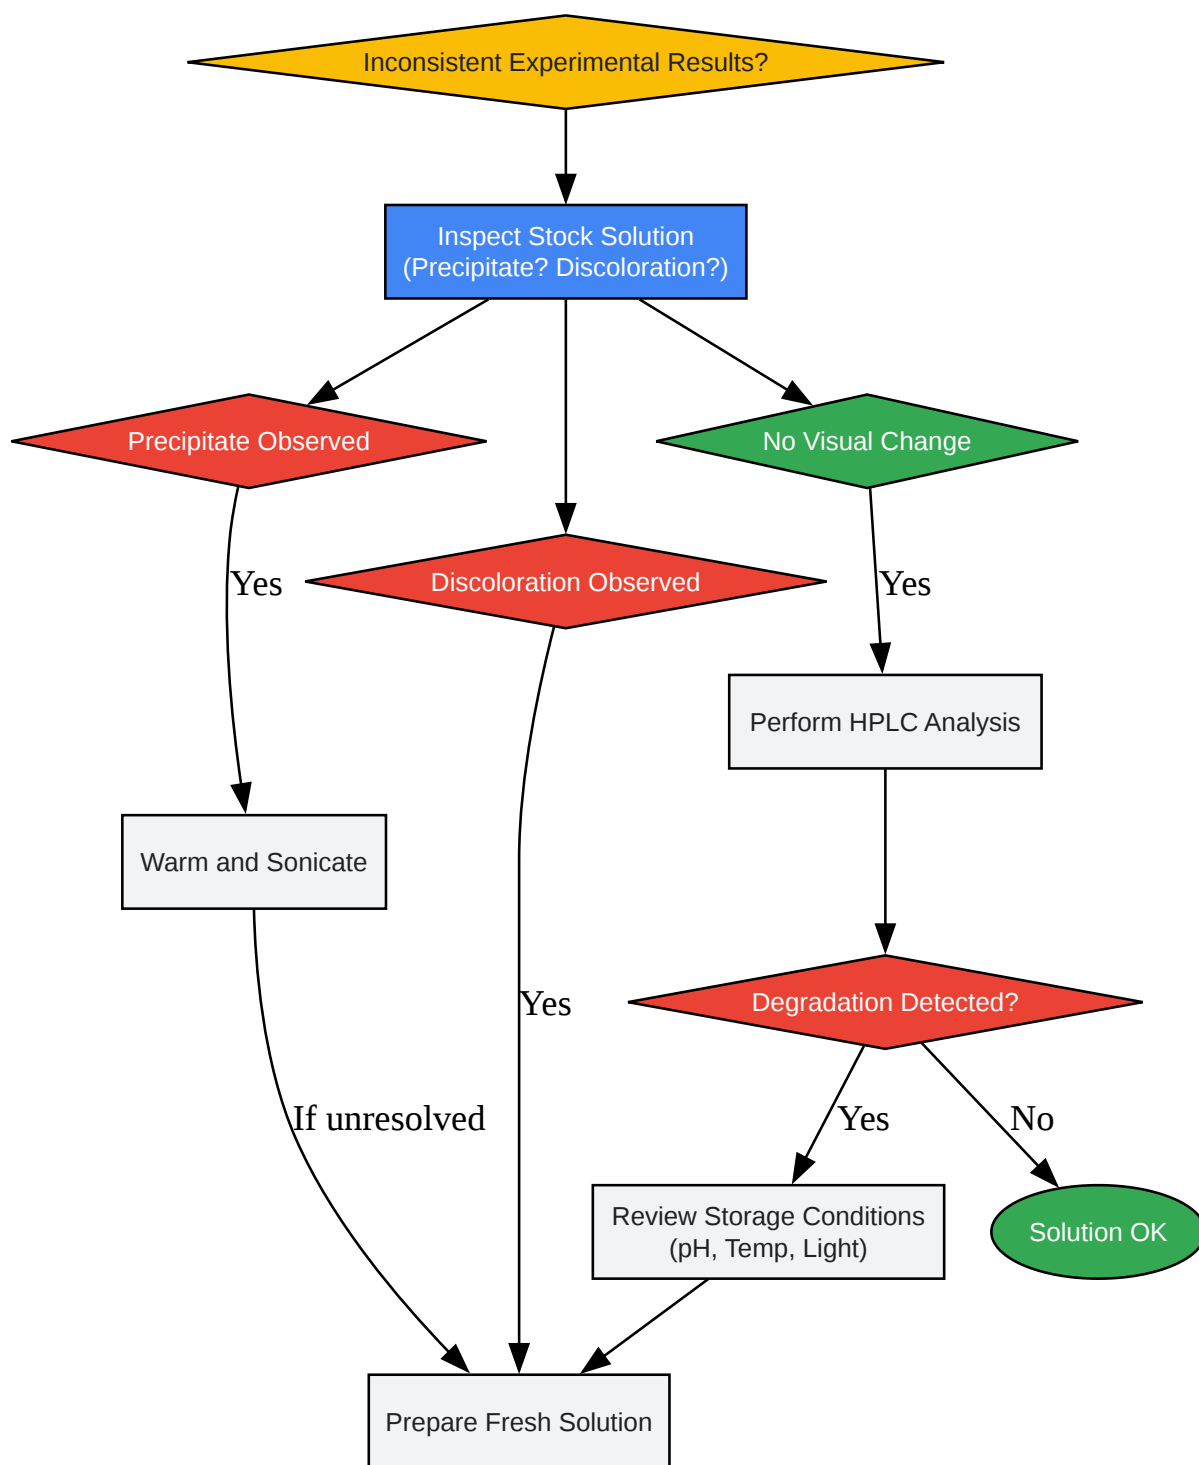 Inconsistent Experimental Results?
Inspect Stock Solution
(Precipitate? Discoloration?)
Precipitate Observed
No Visual Change
Yes
Discoloration Observed
Yes
Perform HPLC Analysis
Warm and Sonicate
Yes
Degradation Detected?
If unresolved
Yes
No
Review Storage Conditions
(pH, Temp, Light)
Solution OK
Prepare Fresh Solution